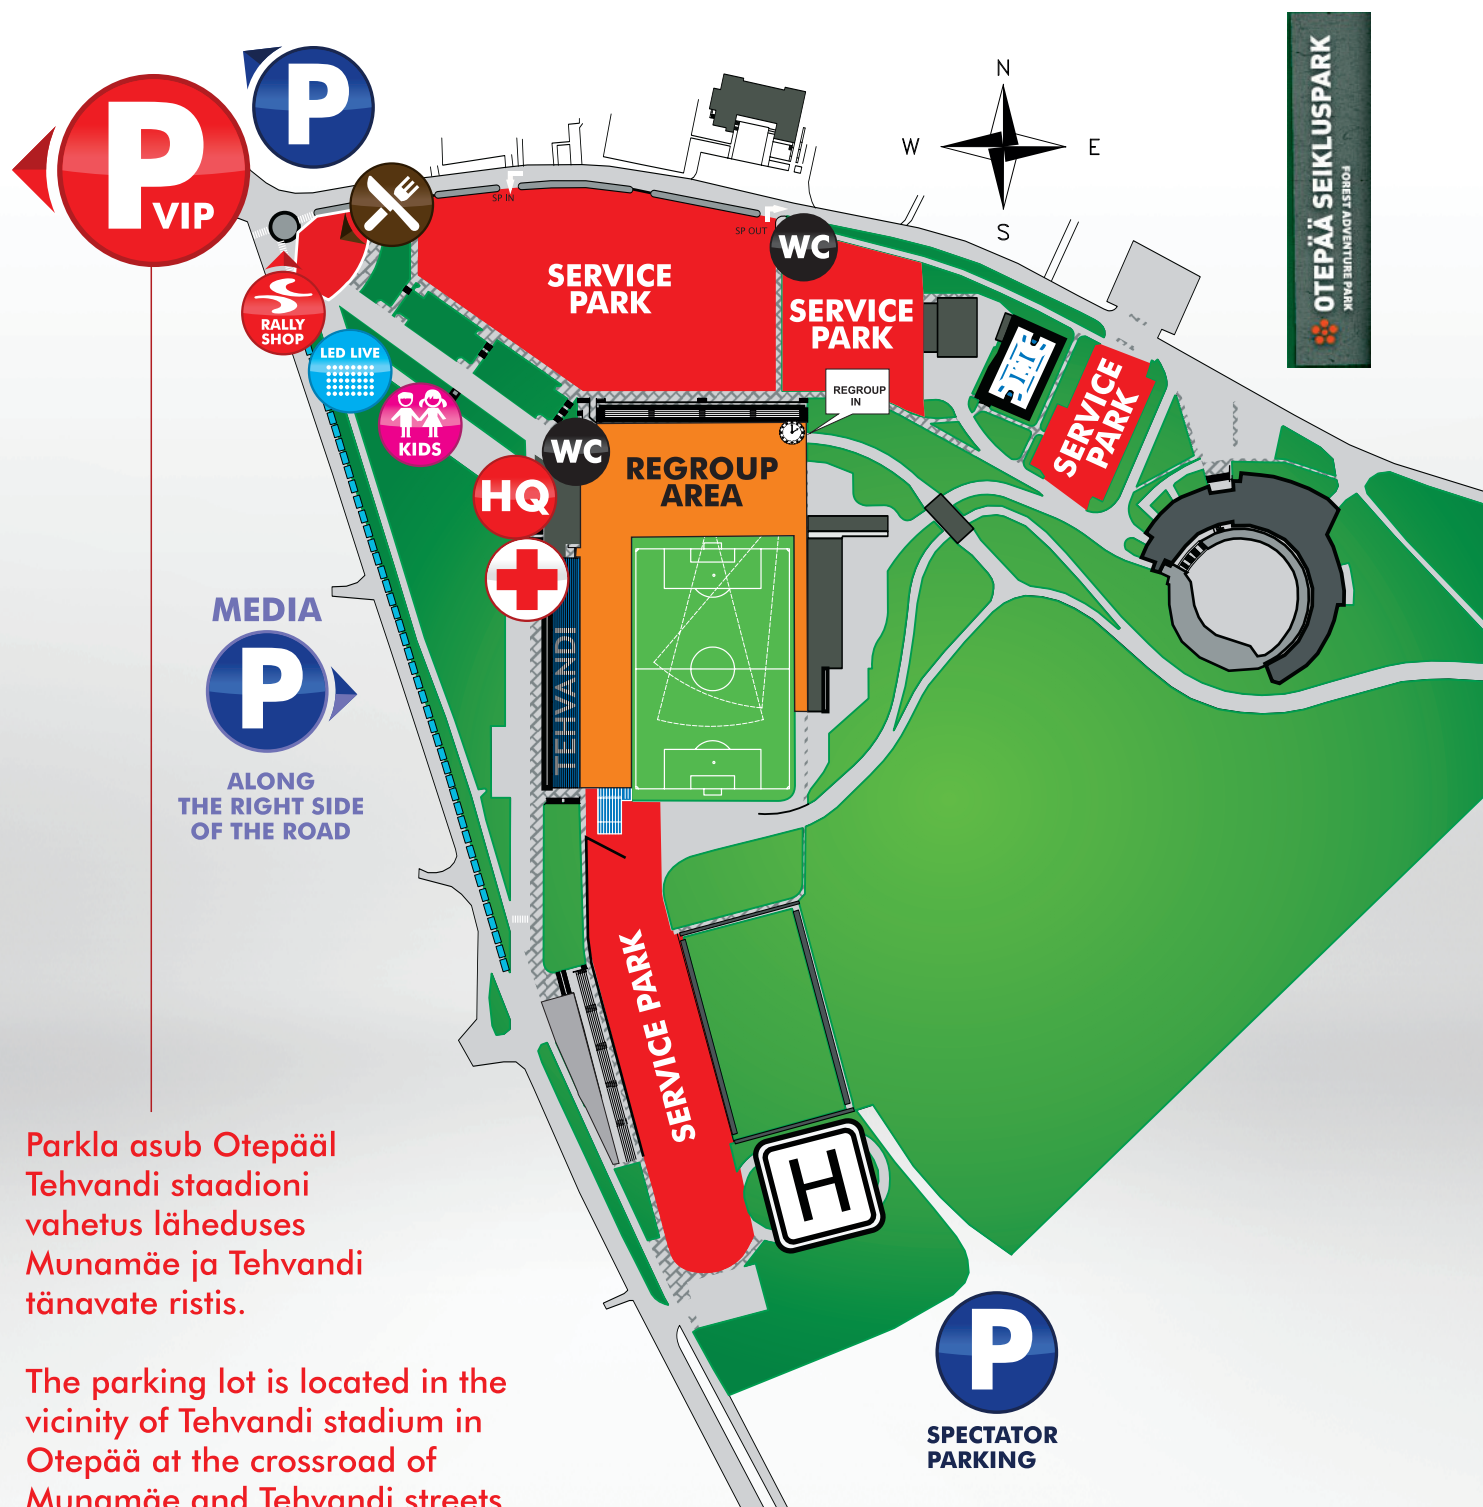 P
P
VIP
N
W
E
S
OTEPÄÄ SEIKLUSPARK
FOREST ADVENTURE PARK
SP IN
SP OUT
WC
SERVICE
PARK
SERVICE
PARK
RALLY
SHOP
LED LIVE
KIDS
REGROUP
IN
SERVICE
PARK
WC
HQ
REGROUP
AREA
TEHVANDI
MEDIA
P
ALONG
THE RIGHT SIDE
OF THE ROAD
SERVICE PARK
H
Parkla asub Otepääl
Tehvandi staadioni
vahetus läheduses
Munamäe ja Tehvandi
tänavate ristis.
The parking lot is located in the
vicinity of Tehvandi stadium in
Otepää at the crossroad of
Munamäe and Tehvandi streets
P
SPECTATOR
PARKING